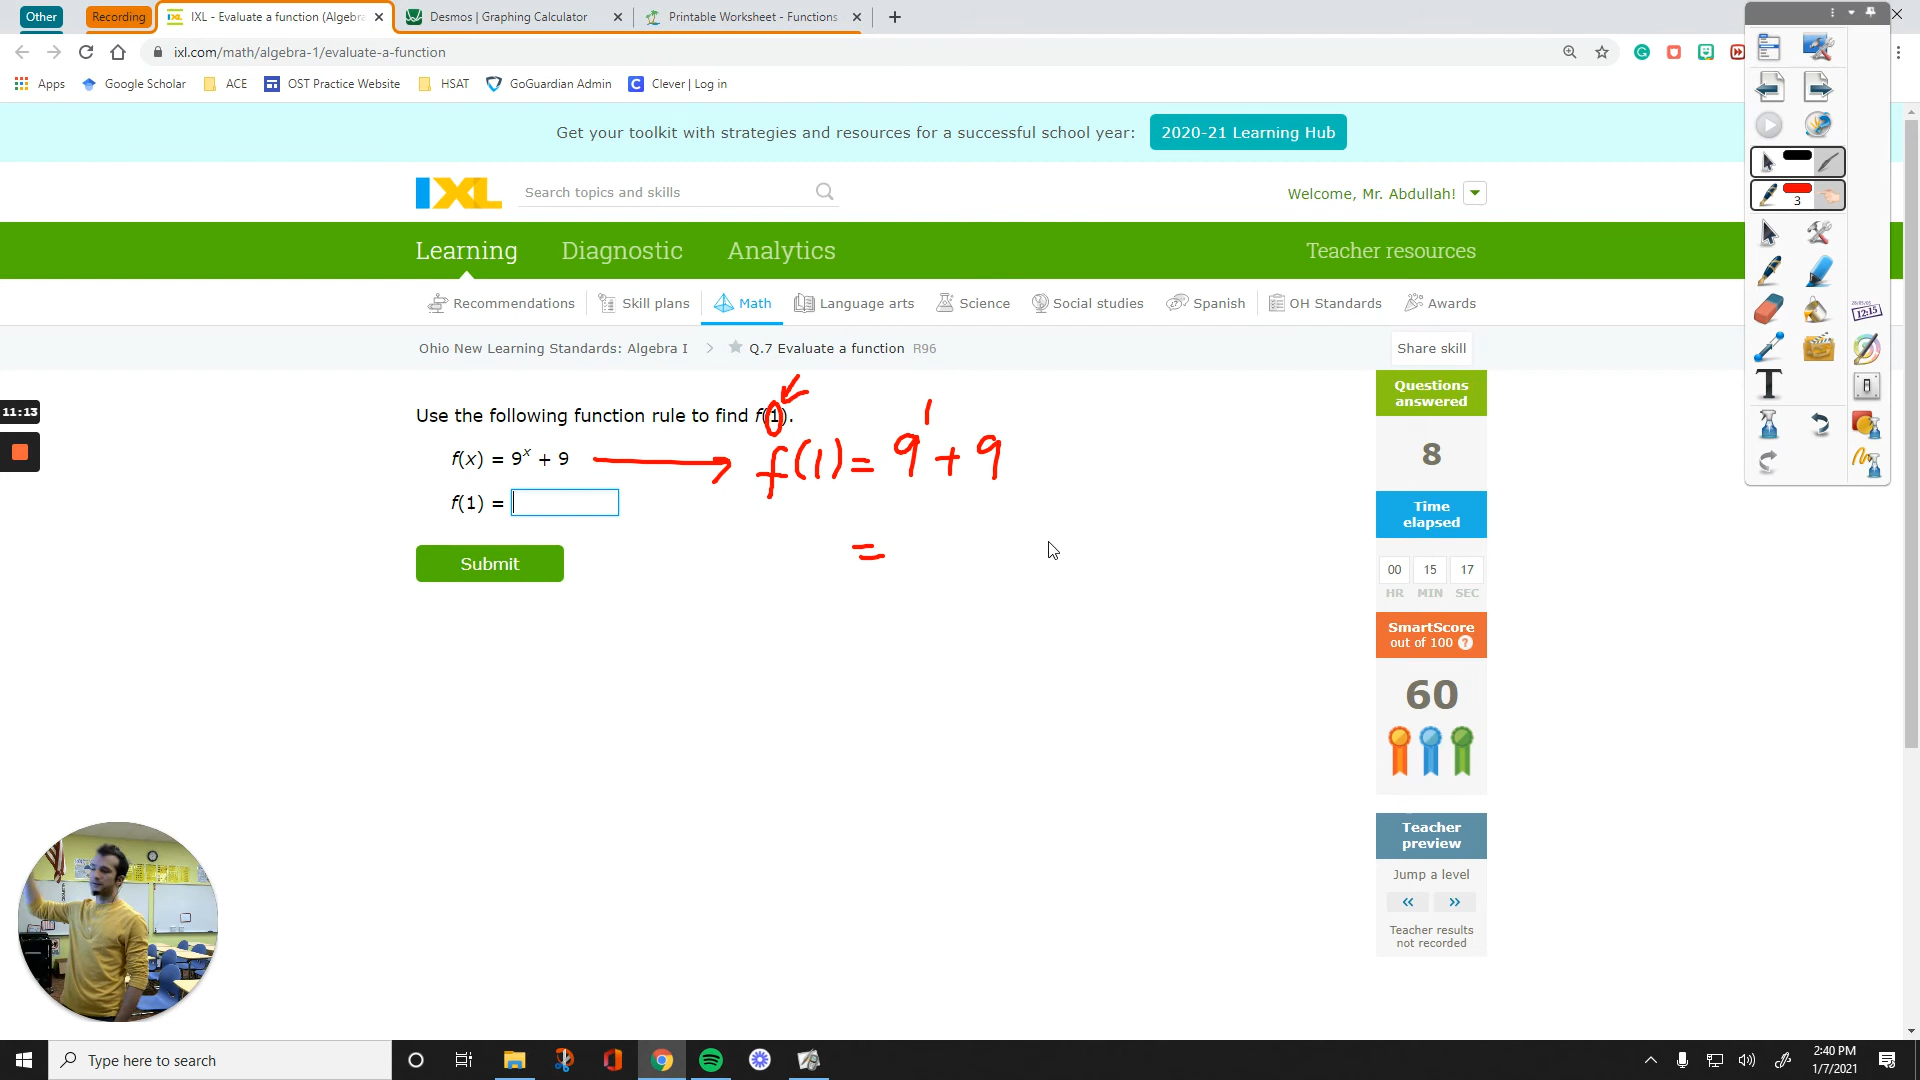 Other
Recording
IXL - Evaluate a function (Algebra
Desmos | Graphing Calculator
Printable Worksheet - Functions
ixl.com/math/algebra-1/evaluate-a-function
Apps
Google Scholar
ACE
OST Practice Website
HSAT
GoGuardian Admin
Clever | Log in
Get your toolkit with strategies and resources for a successful school year:
2020-21 Learning Hub
IXL
Search topics and skills
Welcome, Mr. Abdullah!
Learning
Diagnostic
Analytics
Teacher resources
Recommendations
Skill plans
Math
Language arts
Science
Social studies
Spanish
OH Standards
Awards
Ohio New Learning Standards: Algebra I > Q.7 Evaluate a function R96
Share skill
11:13
Use the following function rule to find f(1).
f(x) = 9ˣ + 9
f(1) = 9¹ + 9
f(1) =
=
Submit
Questions
answered
8
Time
elapsed
00 15 17
HR MIN SEC
SmartScore
out of 100 ?
60
Teacher
preview
Jump a level
« »
Teacher results
not recorded
3
12:15
T
Type here to search
2:40 PM
1/7/2021